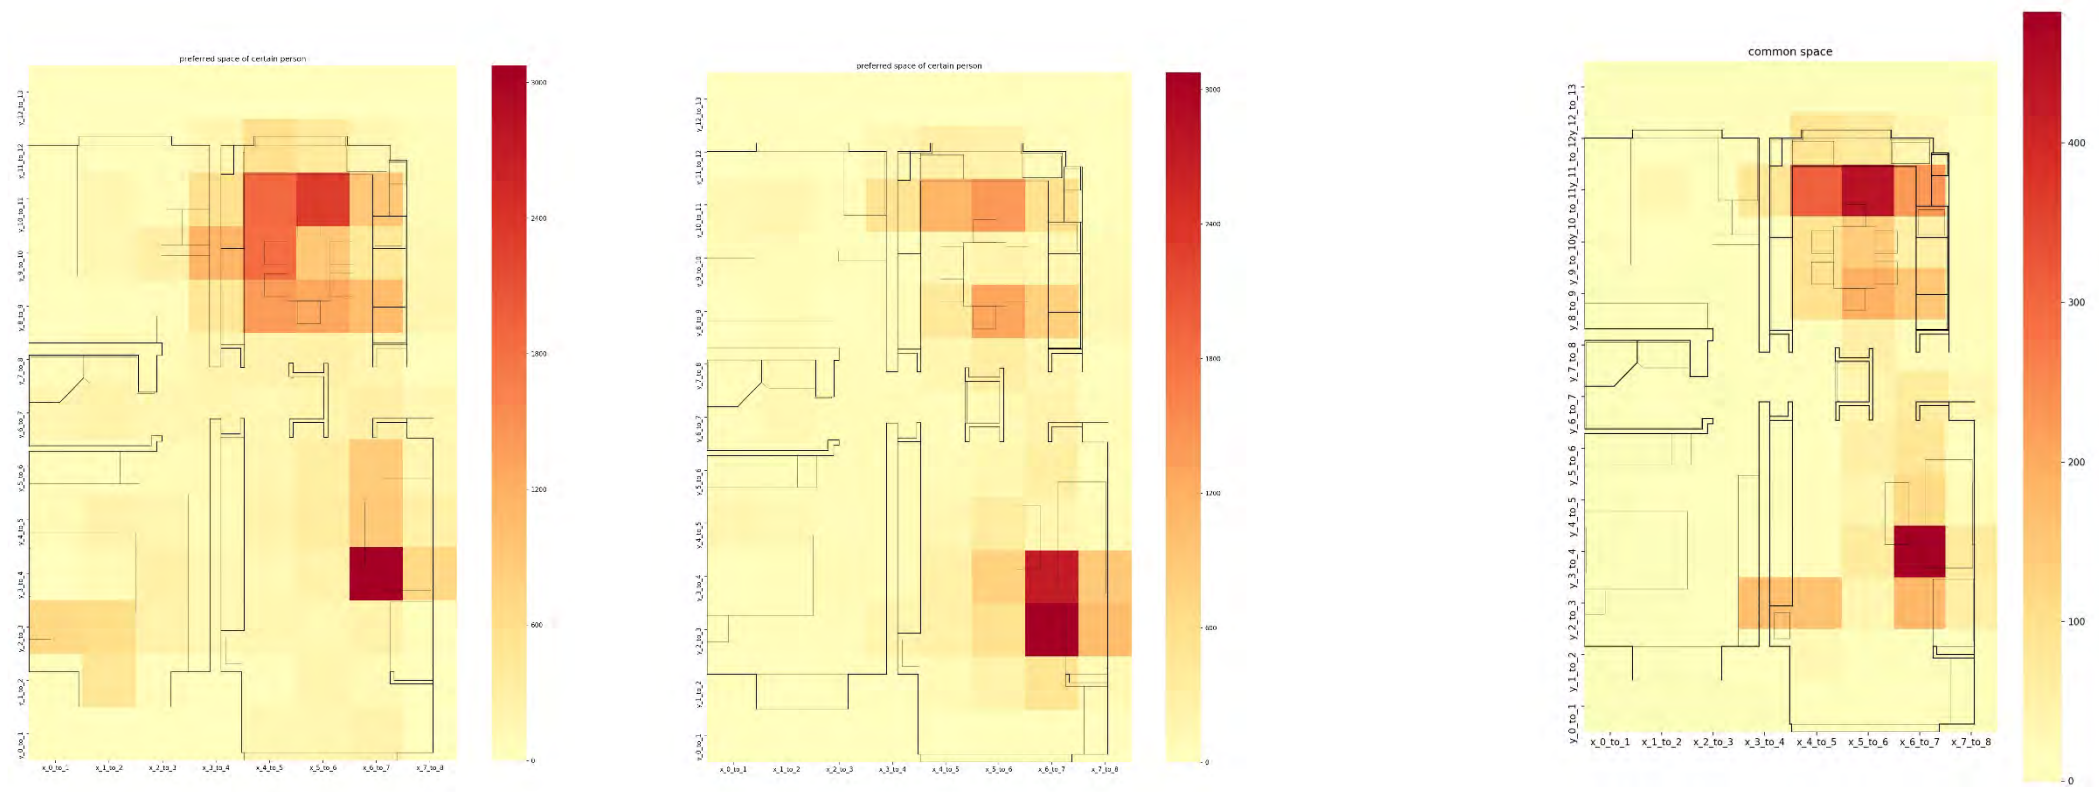 preferred space of certain person
y_12_to_13
y_11_to_12
y_10_to_11
y_9_to_10
y_8_to_9
y_7_to_8
y_6_to_7
y_5_to_6
y_4_to_5
y_3_to_4
y_2_to_3
y_1_to_2
y_0_to_1
x_0_to_1 x_1_to_2 x_2_to_3 x_3_to_4 x_4_to_5 x_5_to_6 x_6_to_7 x_7_to_8
3000
2400
1800
1200
600
0
preferred space of certain person
y_12_to_13
y_11_to_12
y_10_to_11
y_9_to_10
y_8_to_9
y_7_to_8
y_6_to_7
y_5_to_6
y_4_to_5
y_3_to_4
y_2_to_3
y_1_to_2
y_0_to_1
x_0_to_1 x_1_to_2 x_2_to_3 x_3_to_4 x_4_to_5 x_5_to_6 x_6_to_7 x_7_to_8
3000
2400
1800
1200
600
0
common space
y_12_to_13
y_11_to_12
y_10_to_11
y_9_to_10
y_8_to_9
y_7_to_8
y_6_to_7
y_5_to_6
y_4_to_5
y_3_to_4
y_2_to_3
y_1_to_2
y_0_to_1
x_0_to_1 x_1_to_2 x_2_to_3 x_3_to_4 x_4_to_5 x_5_to_6 x_6_to_7 x_7_to_8
400
300
200
100
0